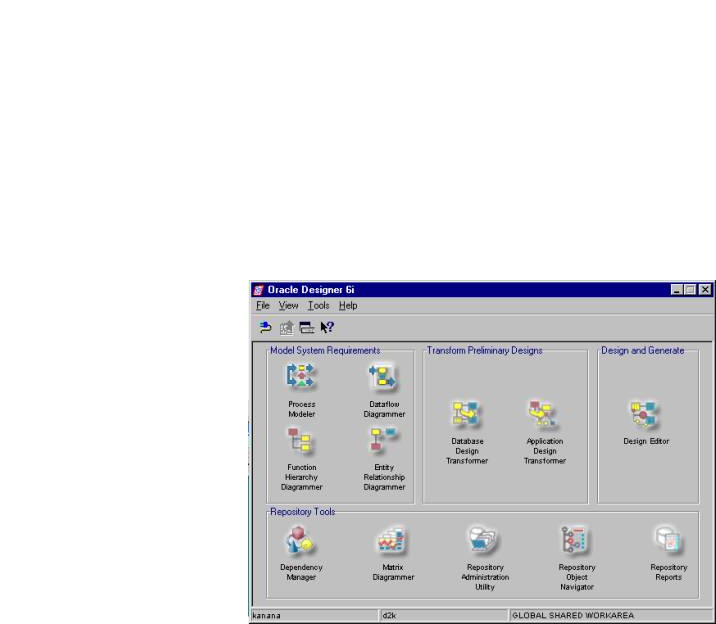 Oracle Designer 6i
File View Tools Help
Model System Requirements
Transform Preliminary Designs
Design and Generate
Process
Modeler
Dataflow
Diagrammer
Function
Hierarchy
Diagrammer
Entity
Relationship
Diagrammer
Database
Design
Transformer
Application
Design
Transformer
Design Editor
Repository Tools
Dependency
Manager
Matrix
Diagrammer
Repository
Administration
Utility
Repository
Object
Navigator
Repository
Reports
kanana
d2k
GLOBAL SHARED WORKAREA